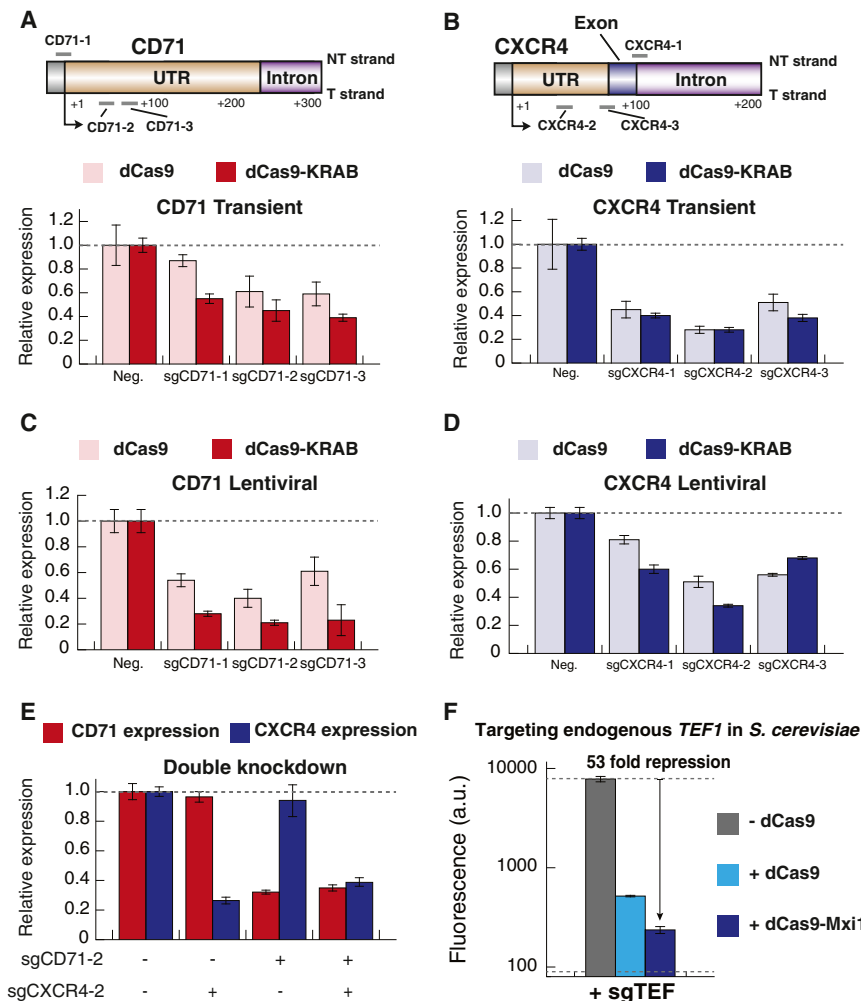 A
CD71-1
CD71
NT strand
UTR
Intron
T strand
+1
+100
+200
+300
CD71-2
CD71-3
dCas9
dCas9-KRAB
CD71 Transient
Relative expression
1.2
1.0
0.8
0.6
0.4
0.2
0
Neg.
sgCD71-1
sgCD71-2
sgCD71-3
B
Exon
CXCR4
CXCR4-1
NT strand
UTR
Intron
T strand
+1
+100
+200
CXCR4-2
CXCR4-3
dCas9
dCas9-KRAB
CXCR4 Transient
Relative expression
1.2
1.0
0.8
0.6
0.4
0.2
0
Neg.
sgCXCR4-1
sgCXCR4-2
sgCXCR4-3
C
dCas9
dCas9-KRAB
CD71 Lentiviral
Relative expression
1.2
1.0
0.8
0.6
0.4
0.2
0
Neg.
sgCD71-1
sgCD71-2
sgCD71-3
D
dCas9
dCas9-KRAB
CXCR4 Lentiviral
Relative expression
1.2
1.0
0.8
0.6
0.4
0.2
0
Neg.
sgCXCR4-1
sgCXCR4-2
sgCXCR4-3
E
CD71 expression
CXCR4 expression
Double knockdown
Relative expression
1.0
0.8
0.6
0.4
0.2
0
sgCD71-2 - - + +
sgCXCR4-2 - + - +
F
Targeting endogenous TEF1 in S. cerevisiae
53 fold repression
Fluorescence (a.u.)
10000
1000
100
- dCas9
+ dCas9
+ dCas9-Mxi1
+ sgTEF